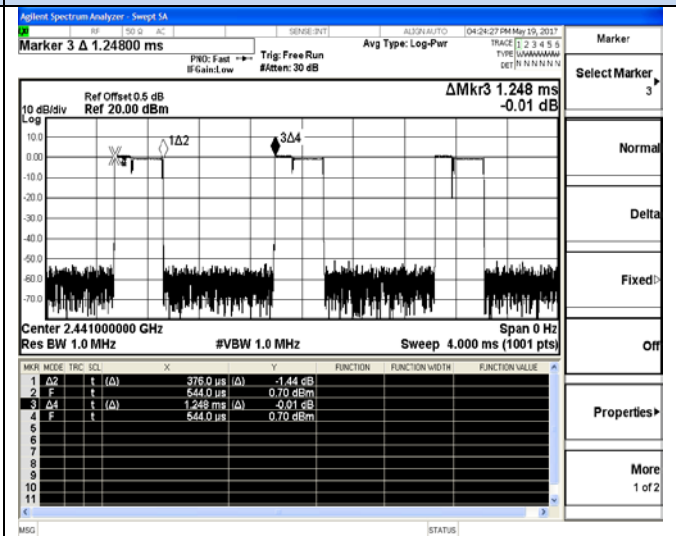 Agilent Spectrum Analyzer - Swept SA
RF 50 Ω AC SENSE:INT ALIGN AUTO 04:24:27 PM May 19, 2017
Marker 3 Δ 1.24800 ms
PNO: Fast Trig: Free Run Avg Type: Log-Pwr TRACE 1 2 3 4 5 6
IFGain:Low #Atten: 30 dB TYPE
DET N N N N N N
Ref Offset 0.5 dB ΔMkr3 1.248 ms
10 dB/div Ref 20.00 dBm -0.01 dB
Log
10.0
0.00
-10.0
-20.0
-30.0
-40.0
-50.0
-60.0
-70.0
1Δ2
3Δ4
Center 2.441000000 GHz Span 0 Hz
Res BW 1.0 MHz #VBW 1.0 MHz Sweep 4.000 ms (1001 pts)
MKR MODE TRC SCL X Y FUNCTION FUNCTION WIDTH FUNCTION VALUE
1 Δ2 t (Δ) 376.0 µs (Δ) -1.44 dB
2 F t 544.0 µs 0.70 dBm
3 Δ4 t (Δ) 1.248 ms (Δ) -0.01 dB
4 F t 544.0 µs 0.70 dBm
5
6
7
8
9
10
11
MSG STATUS
Marker
Select Marker
3
Normal
Delta
Fixed
Off
Properties
More
1 of 2